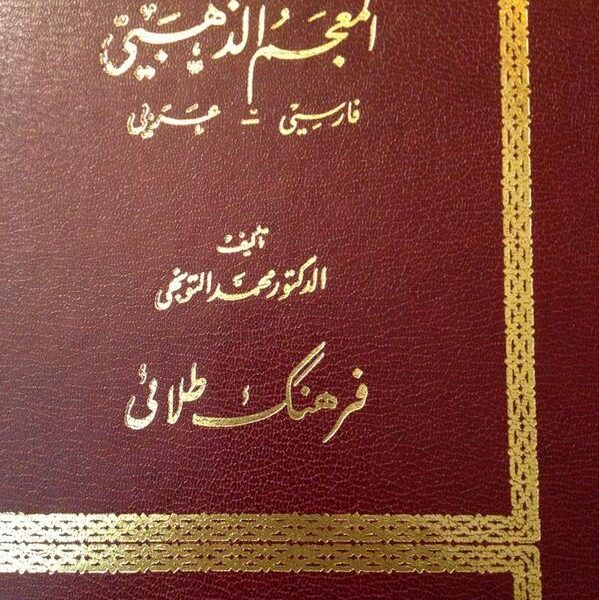 المعجم الذهبي
فارسي - عربي
تأليف
الدكتور محمد التونجي
فرهنگ طلائی